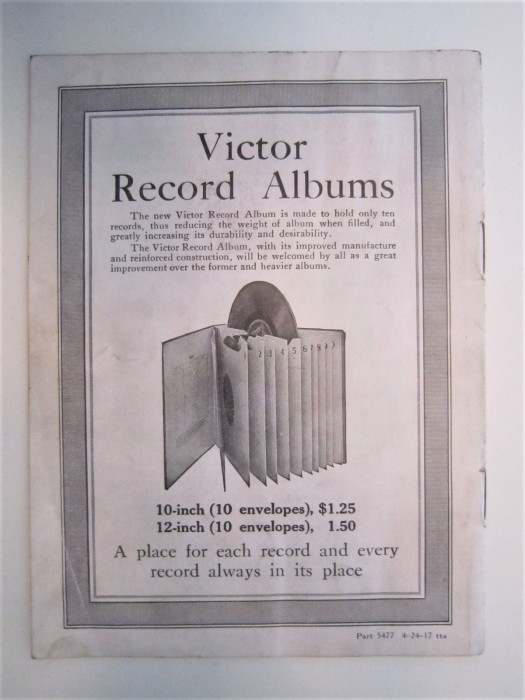 Victor
Record Albums
The new Victor Record Album is made to hold only ten
records, thus reducing the weight of album when filled, and
greatly increasing its durability and desirability.
The Victor Record Album, with its improved manufacture
and reinforced construction, will be welcomed by all as a great
improvement over the former and heavier albums.
1 2 3 4 5 6
10-inch (10 envelopes), $1.25
12-inch (10 envelopes), 1.50
A place for each record and every
record always in its place
Part 5477 4-24-17 tta